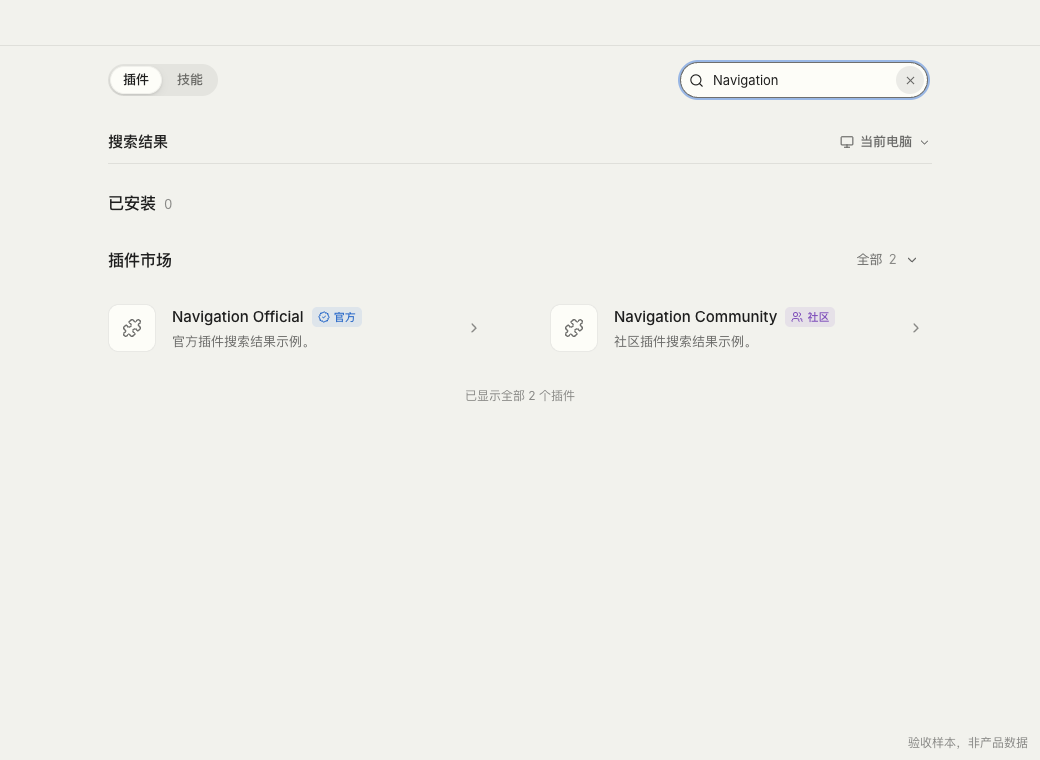 插件 技能
Navigation
搜索结果
当前电脑
已安装 0
插件市场
全部 2
Navigation Official 官方
官方插件搜索结果示例。
Navigation Community 社区
社区插件搜索结果示例。
已显示全部 2 个插件
验收样本，非产品数据